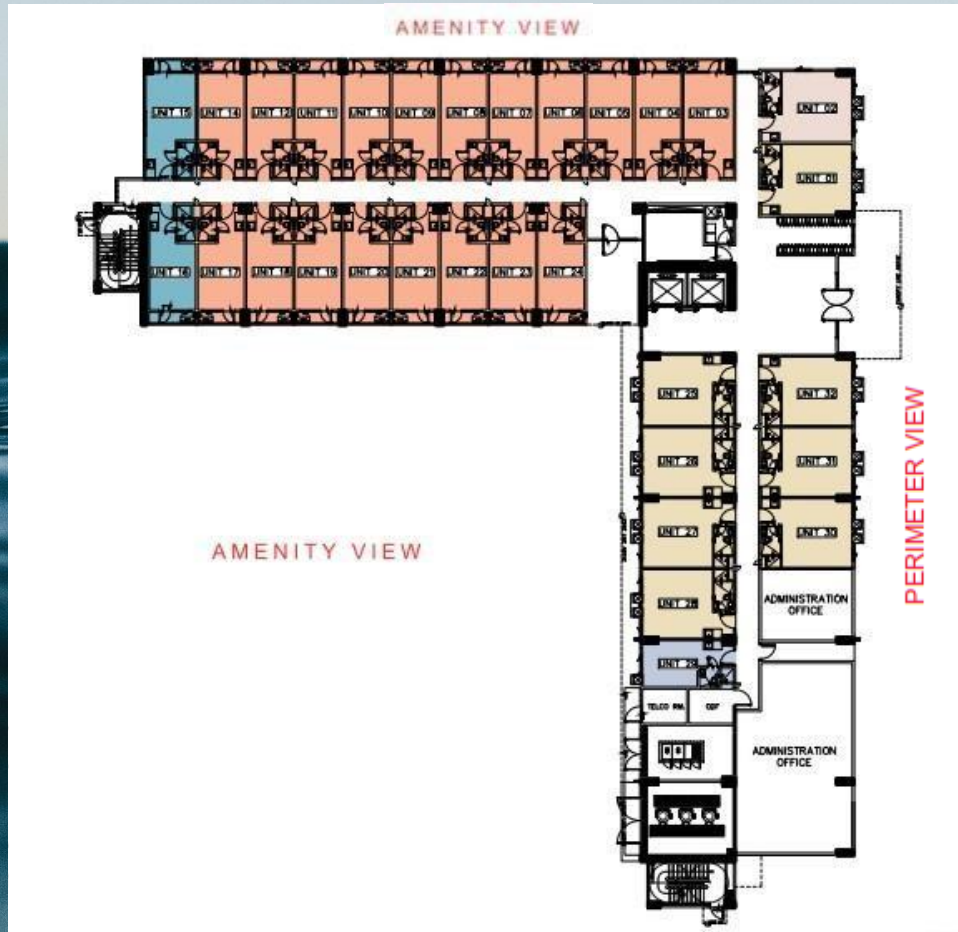 AMENITY VIEW
UNIT 15
UNIT 14
UNIT 12
UNIT 11
UNIT 10
UNIT 09
UNIT 08
UNIT 07
UNIT 06
UNIT 05
UNIT 04
UNIT 03
UNIT 02
UNIT 01
UNIT 16
UNIT 17
UNIT 18
UNIT 19
UNIT 20
UNIT 21
UNIT 22
UNIT 23
UNIT 24
UNIT 25
UNIT 32
UNIT 26
UNIT 31
UNIT 27
UNIT 30
UNIT 28
ADMINISTRATION
OFFICE
UNIT 29
TELCO RM.
ADMINISTRATION
OFFICE
AMENITY VIEW
PERIMETER VIEW